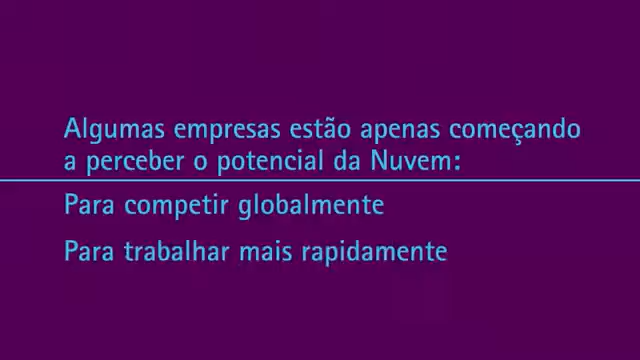 Algumas empresas estão apenas começando
a perceber o potencial da Nuvem:
Para competir globalmente
Para trabalhar mais rapidamente